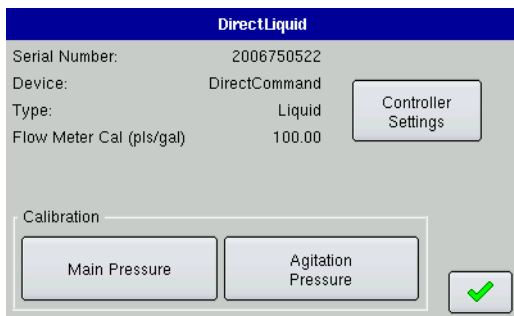 DirectLiquid
Serial Number: 2006750522
Device: DirectCommand
Type: Liquid
Flow Meter Cal (pls/gal) 100.00
Controller
Settings
Calibration
Main Pressure
Agitation
Pressure